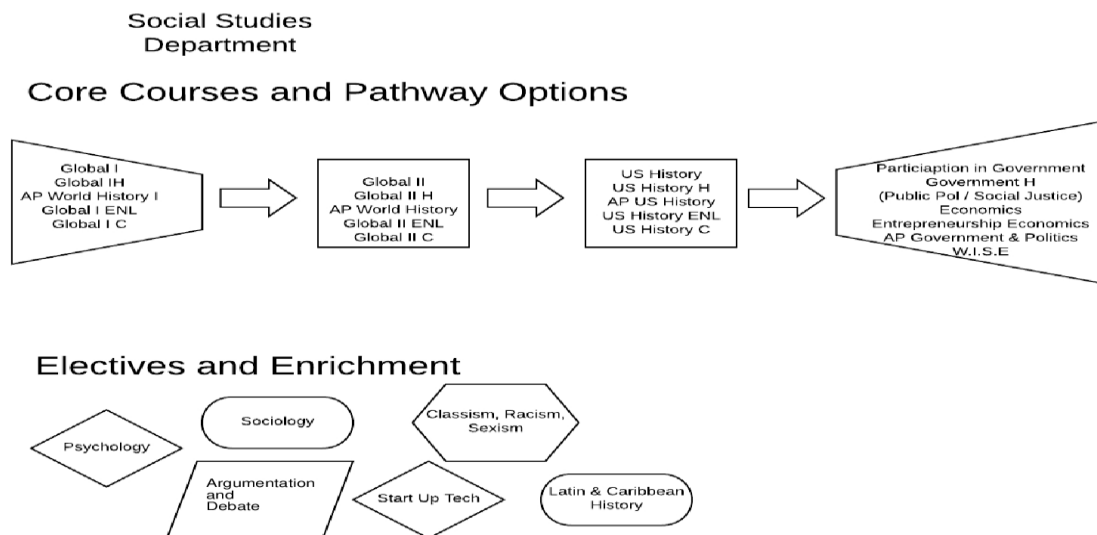 Social Studies
Department
Core Courses and Pathway Options
Global I
Global IH
AP World History I
Global I ENL
Global I C
Global II
Global II H
AP World History
Global II ENL
Global II C
US History
US History H
AP US History
US History ENL
US History C
Particiaption in Government
Government H
(Public Pol / Social Justice)
Economics
Entrepreneurship Economics
AP Government & Politics
W.I.S.E
Electives and Enrichment
Psychology
Sociology
Classism, Racism,
Sexism
Argumentation
and
Debate
Start Up Tech
Latin & Caribbean
History